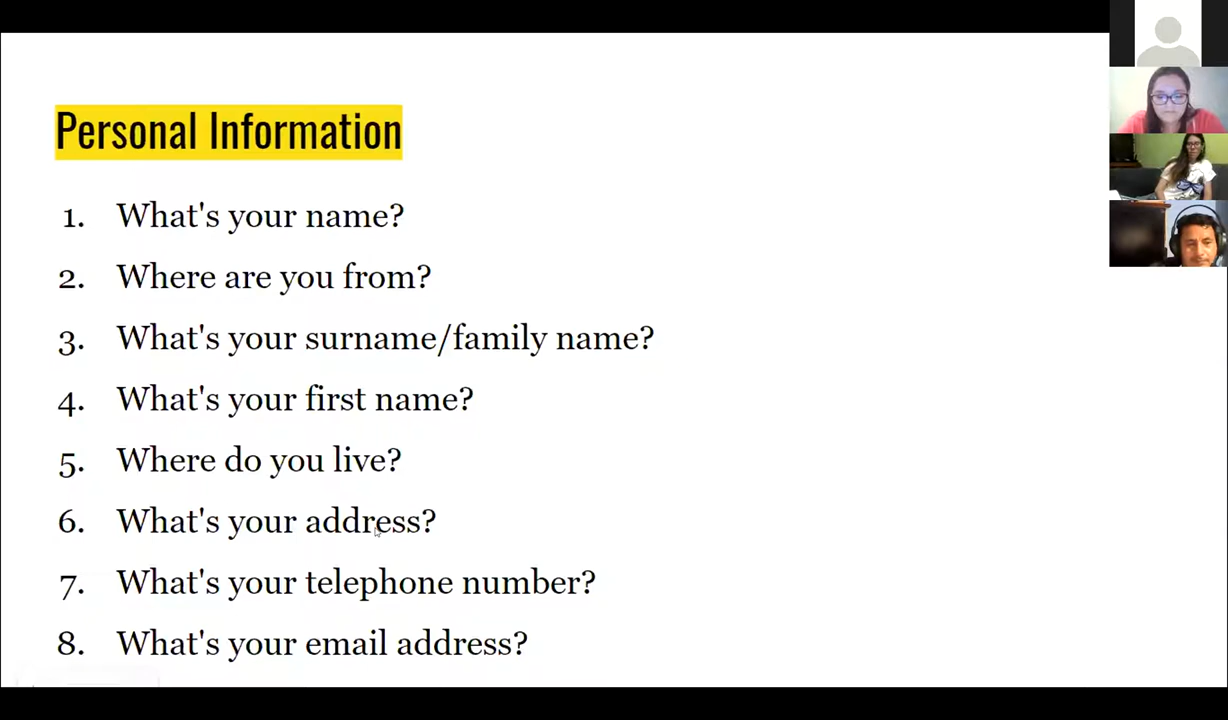 Personal Information
1. What's your name?
2. Where are you from?
3. What's your surname/family name?
4. What's your first name?
5. Where do you live?
6. What's your address?
7. What's your telephone number?
8. What's your email address?